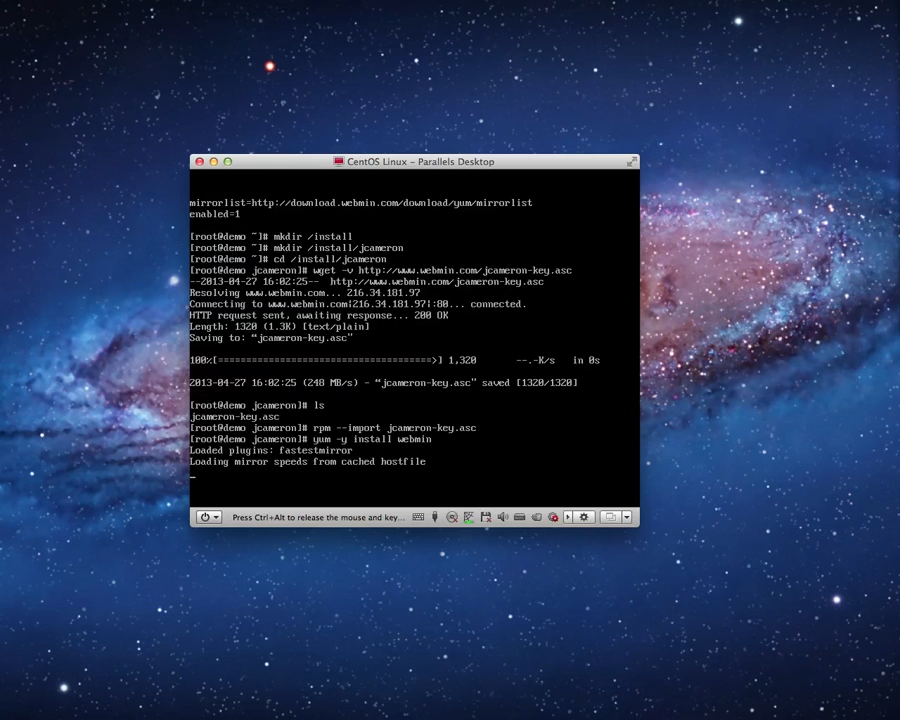 CentOS Linux – Parallels Desktop
mirrorlist=http://download.webmin.com/download/yum/mirrorlist
enabled=1
[root@demo ~]# mkdir /install
[root@demo ~]# mkdir /install/jcameron
[root@demo ~]# cd /install/jcameron
[root@demo jcameron]# wget -v http://www.webmin.com/jcameron-key.asc
--2013-04-27 16:02:25--  http://www.webmin.com/jcameron-key.asc
Resolving www.webmin.com... 216.34.181.97
Connecting to www.webmin.com|216.34.181.97|:80... connected.
HTTP request sent, awaiting response... 200 OK
Length: 1320 (1.3K) [text/plain]
Saving to: “jcameron-key.asc”
100%[======================================>] 1,320       --.-K/s   in 0s
2013-04-27 16:02:25 (248 MB/s) - “jcameron-key.asc” saved [1320/1320]
[root@demo jcameron]# ls
jcameron-key.asc
[root@demo jcameron]# rpm --import jcameron-key.asc
[root@demo jcameron]# yum -y install webmin
Loaded plugins: fastestmirror
Loading mirror speeds from cached hostfile
Press Ctrl+Alt to release the mouse and key...